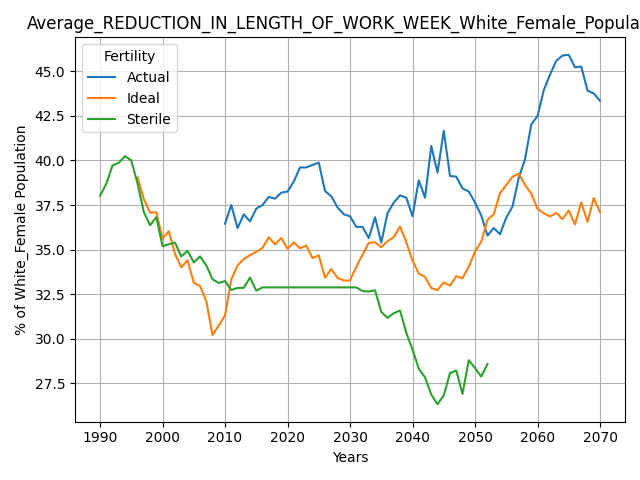 Average_REDUCTION_IN_LENGTH_OF_WORK_WEEK_White_Female_Popula
Fertility
Actual
Ideal
Sterile
% of White_Female Population
45.0
42.5
40.0
37.5
35.0
32.5
30.0
27.5
1990 2000 2010 2020 2030 2040 2050 2060 2070
Years